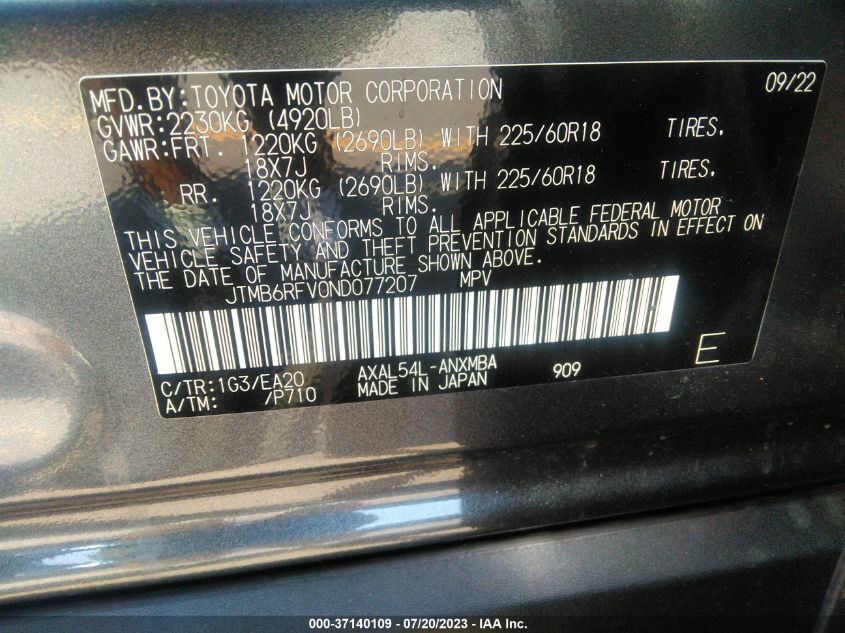 09/22
MFD.BY:TOYOTA MOTOR CORPORATION
GVWR:2230KG (4920LB)
GAWR:FRT. 1220KG (2690LB) WITH 225/60R18 TIRES.
18X7J RIMS.
RR. 1220KG (2690LB) WITH 225/60R18 TIRES.
18X7J RIMS.
THIS VEHICLE CONFORMS TO ALL APPLICABLE FEDERAL MOTOR
VEHICLE SAFETY AND THEFT PREVENTION STANDARDS IN EFFECT ON
THE DATE OF MANUFACTURE SHOWN ABOVE.
JTMB6RFV0ND077207 MPV
E
C/TR:1G3/EA20 AXAL54L-ANXMBA 909
A/TM: /P710 MADE IN JAPAN
000-37140109 — 07/20/2023 — IAA Inc.